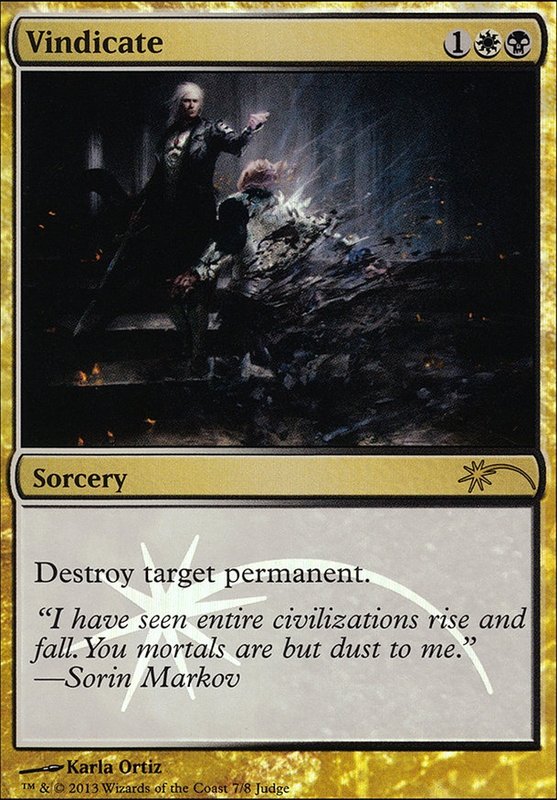 Vindicate 1
Sorcery
Destroy target permanent.
“I have seen entire civilizations rise and
fall. You mortals are but dust to me.”
—Sorin Markov
Karla Ortiz
™ & © 2013 Wizards of the Coast 7/8 Judge